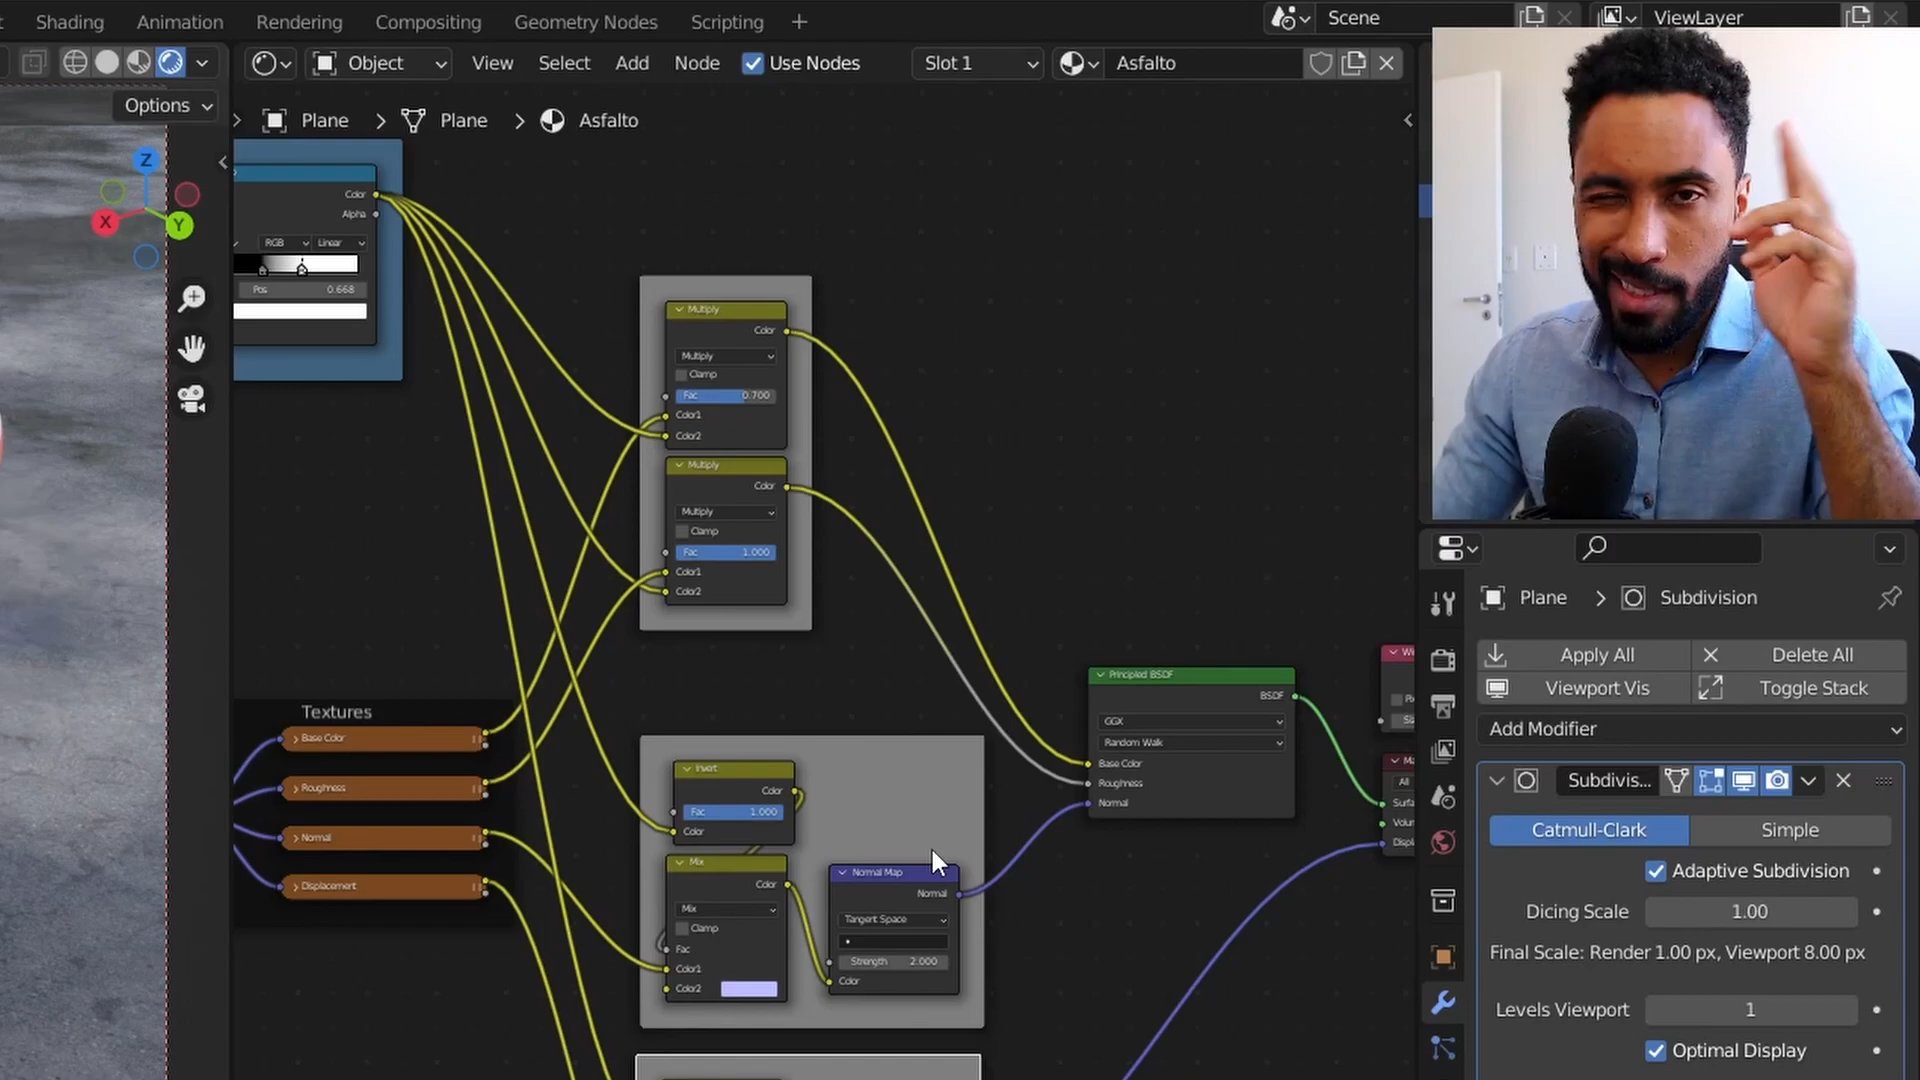 Shading Animation Rendering Compositing Geometry Nodes Scripting +
Scene
ViewLayer
Object View Select Add Node Use Nodes Slot 1 Asfalto
Options
Plane > Plane > Asfalto
Z
X
Y
Color
Alpha
RGB Linear
Pos 0.668
Multiply
Color
Multiply
Clamp
Fac 0.700
Color1
Color2
Multiply
Color
Multiply
Clamp
Fac 1.000
Color1
Color2
Textures
Base Color
Roughness
Normal
Displacement
Invert
Color
Fac 1.000
Color
Mix
Color
Mix
Clamp
Fac
Color1
Color2
Normal Map
Normal
Tangent Space
Strength 2.000
Color
Principled BSDF
BSDF
GGX
Random Walk
Base Color
Roughness
Normal
All
Plane > Subdivision
Apply All Delete All
Viewport Vis Toggle Stack
Add Modifier
Subdivis...
Catmull-Clark Simple
Adaptive Subdivision
Dicing Scale 1.00
Final Scale: Render 1.00 px, Viewport 8.00 px
Levels Viewport 1
Optimal Display